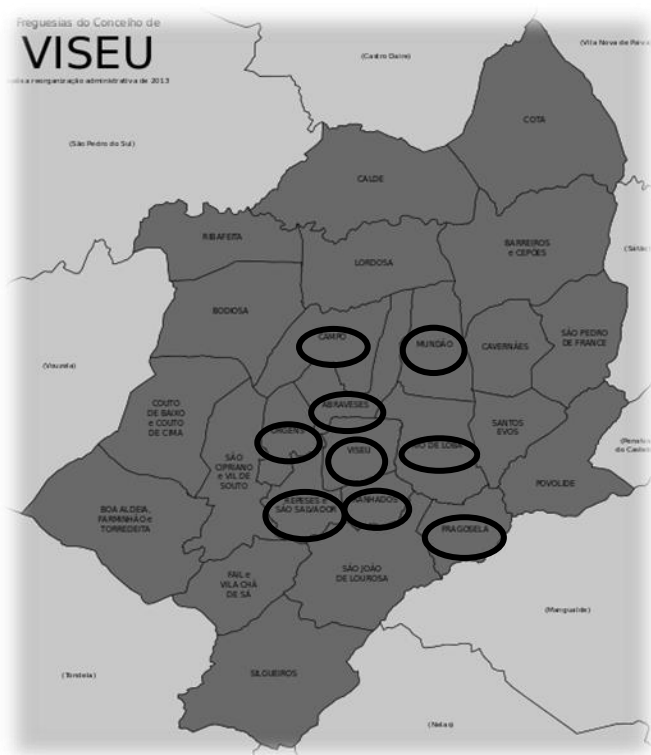 Freguesias do Concelho de
VISEU
reorganização administrativa de 2013
(Castro Daire)
(Vila Nova de Paiva
(São Pedro do Sul)
COTA
CALDE
RIBAFEITA
BARREIROS
e CEPÕES
LORDOSA
BODIOSA
CAMPO
MUNDÃO
CAVERNÃES
SÃO PEDRO
DE FRANCE
(Vouzela)
COUTO
DE BAIXO
e COUTO
DE CIMA
ABRAVESES
SANTOS
EVOS
SÃO
CIPRIANO
e VIL DE
SOUTO
VISEU
DE LOBA
POVOLIDE
BOA ALDEIA,
FARMINHÃO e
TORREDEITA
REPESES e
SÃO SALVADOR
RANHADOS
FRAGOSELA
FAIL e
VILA CHÃ
DE SÁ
SÃO JOÃO
DE LOUROSA
(Mangualde)
(Tondela)
SILGUEIROS
(Nelas)